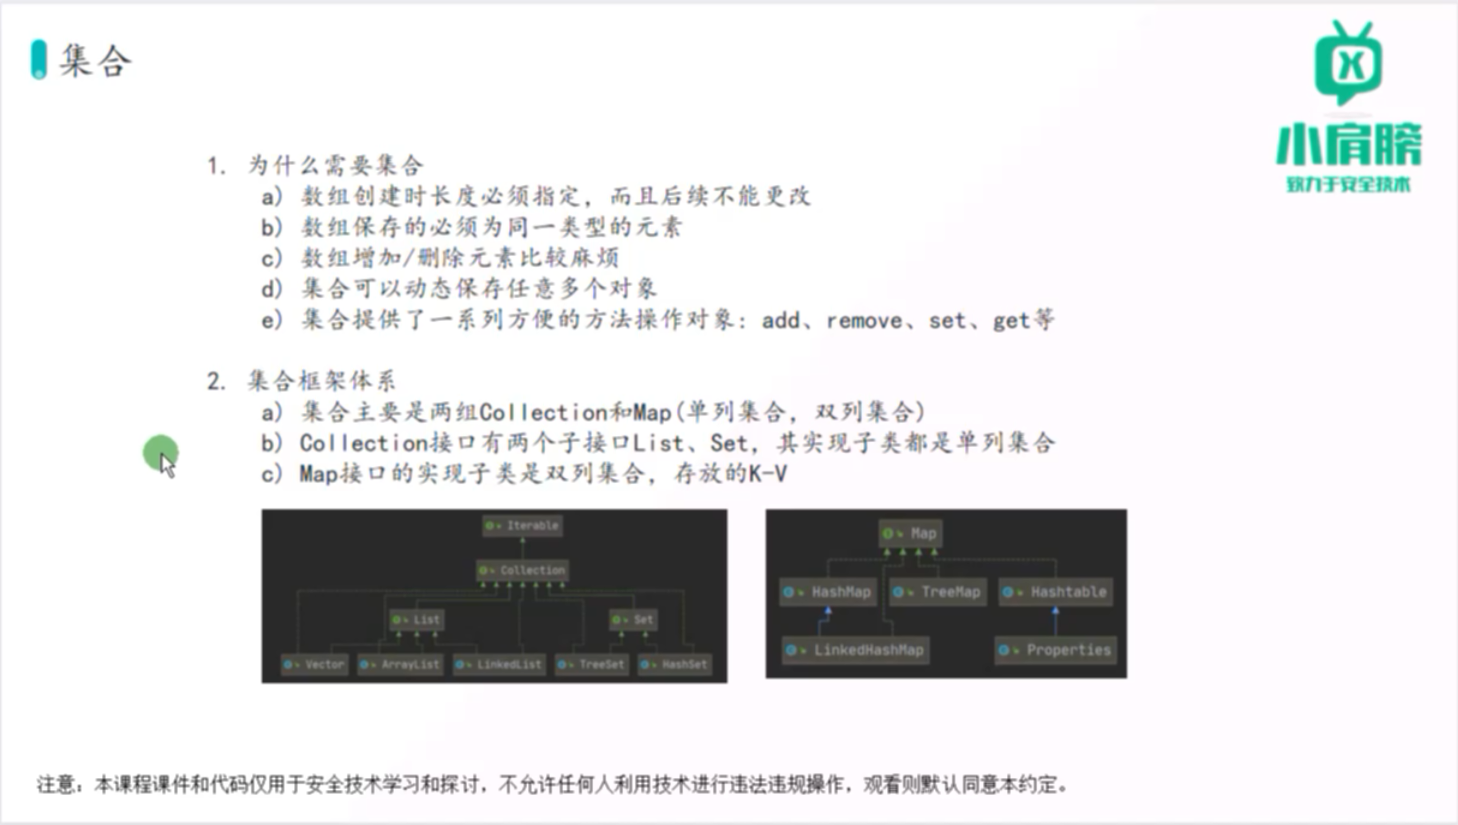 集合
小肩膀
致力于安全技术
1. 为什么需要集合
a) 数组创建时长度必须指定，而且后续不能更改
b) 数组保存的必须为同一类型的元素
c) 数组增加/删除元素比较麻烦
d) 集合可以动态保存任意多个对象
e) 集合提供了一系列方便的方法操作对象：add、remove、set、get等
2. 集合框架体系
a) 集合主要是两组Collection和Map(单列集合，双列集合)
b) Collection接口有两个子接口List、Set，其实现子类都是单列集合
c) Map接口的实现子类是双列集合，存放的K-V
Iterable
Collection
List Set
Vector ArrayList LinkedList TreeSet HashSet
Map
HashMap TreeMap Hashtable
LinkedHashMap Properties
注意：本课程课件和代码仅用于安全技术学习和探讨，不允许任何人利用技术进行违法违规操作，观看则默认同意本约定。